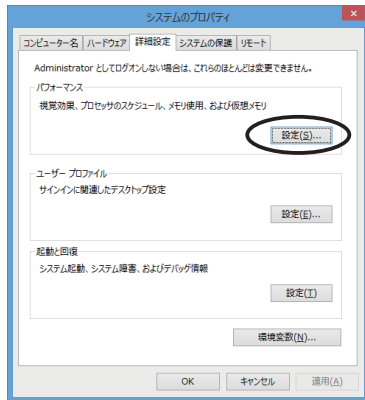 システムのプロパティ
コンピューター名 ハードウェア 詳細設定 システムの保護 リモート
Administrator としてログオンしない場合は、これらのほとんどは変更できません。
パフォーマンス
視覚効果、プロセッサのスケジュール、メモリ使用、および仮想メモリ
設定(S)...
ユーザー プロファイル
サインインに関連したデスクトップ設定
設定(E)...
起動と回復
システム起動、システム障害、およびデバッグ情報
設定(T)
環境変数(N)...
OK キャンセル 適用(A)